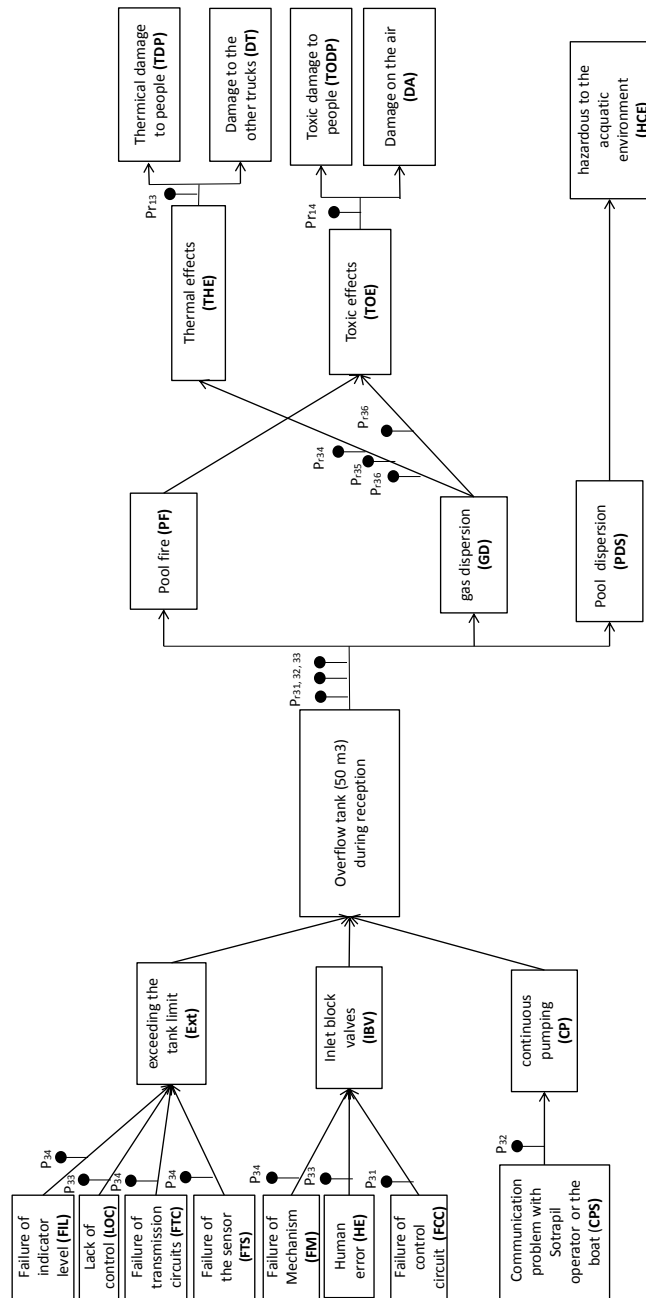 Failure of
indicator
level (FIL)
Lack of
control (LOC)
Failure of
transmission
circuits (FTC)
Failure of
the sensor
(FTS)
Failure of
Mechanism
(FM)
Human
error (HE)
Failure of
control
circuit (FCC)
Communication
problem with
Sotrapil
operator or the
boat (CPS)
P34
P33
P34
P34
P34
P33
P31
P32
exceeding the
tank limit
(Ext)
Inlet block
valves
(IBV)
continuous
pumping
(CP)
Overflow tank (50 m3)
during reception
Pr31, 32, 33
Pool fire (PF)
gas dispersion
(GD)
Pool dispersion
(PDS)
Pr34
Pr35
Pr36
Pr36
Thermal effects
(THE)
Toxic effects
(TOE)
Pr13
Pr14
Thermical damage
to people (TDP)
Damage to the
other trucks (DT)
Toxic damage to
people (TODP)
Damage on the air
(DA)
hazardous to the
acquatic
environment
(HCE)